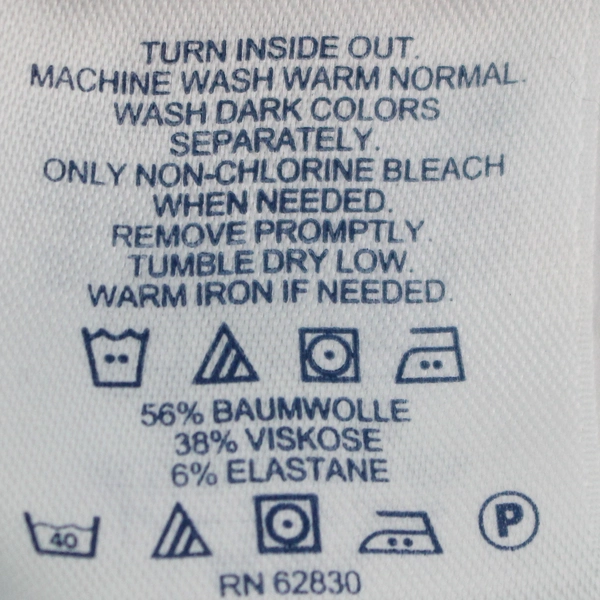 TURN INSIDE OUT.
MACHINE WASH WARM NORMAL.
WASH DARK COLORS
SEPARATELY.
ONLY NON-CHLORINE BLEACH
WHEN NEEDED.
REMOVE PROMPTLY.
TUMBLE DRY LOW.
WARM IRON IF NEEDED.
56% BAUMWOLLE
38% VISKOSE
6% ELASTANE
40 P
RN 62830